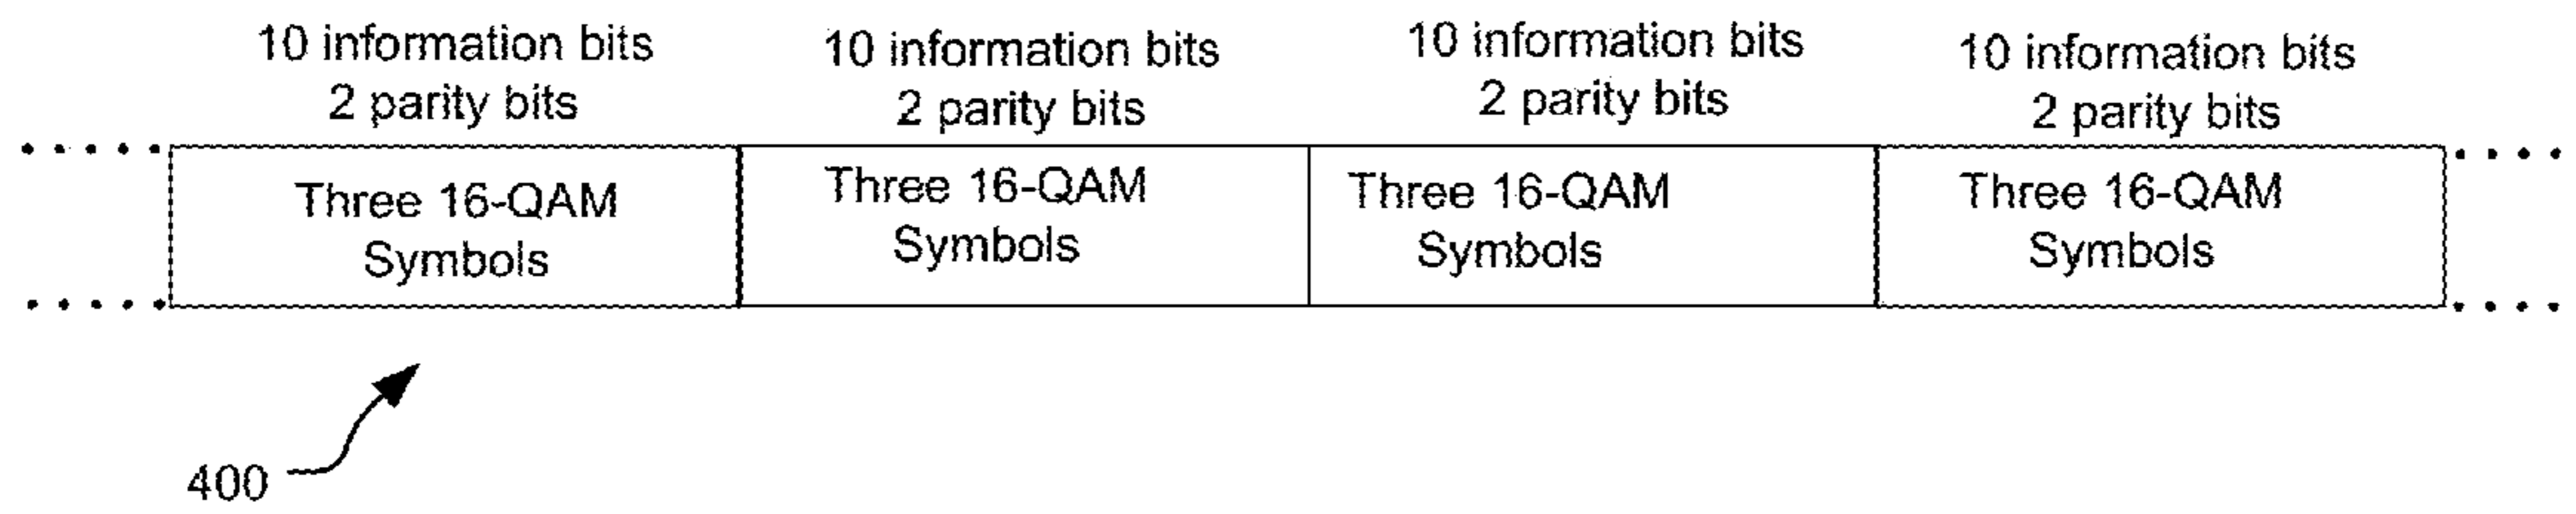 10 information bits
2 parity bits
10 information bits
2 parity bits
10 information bits
2 parity bits
10 information bits
2 parity bits
Three 16-QAM
Symbols
Three 16-QAM
Symbols
Three 16-QAM
Symbols
Three 16-QAM
Symbols
400